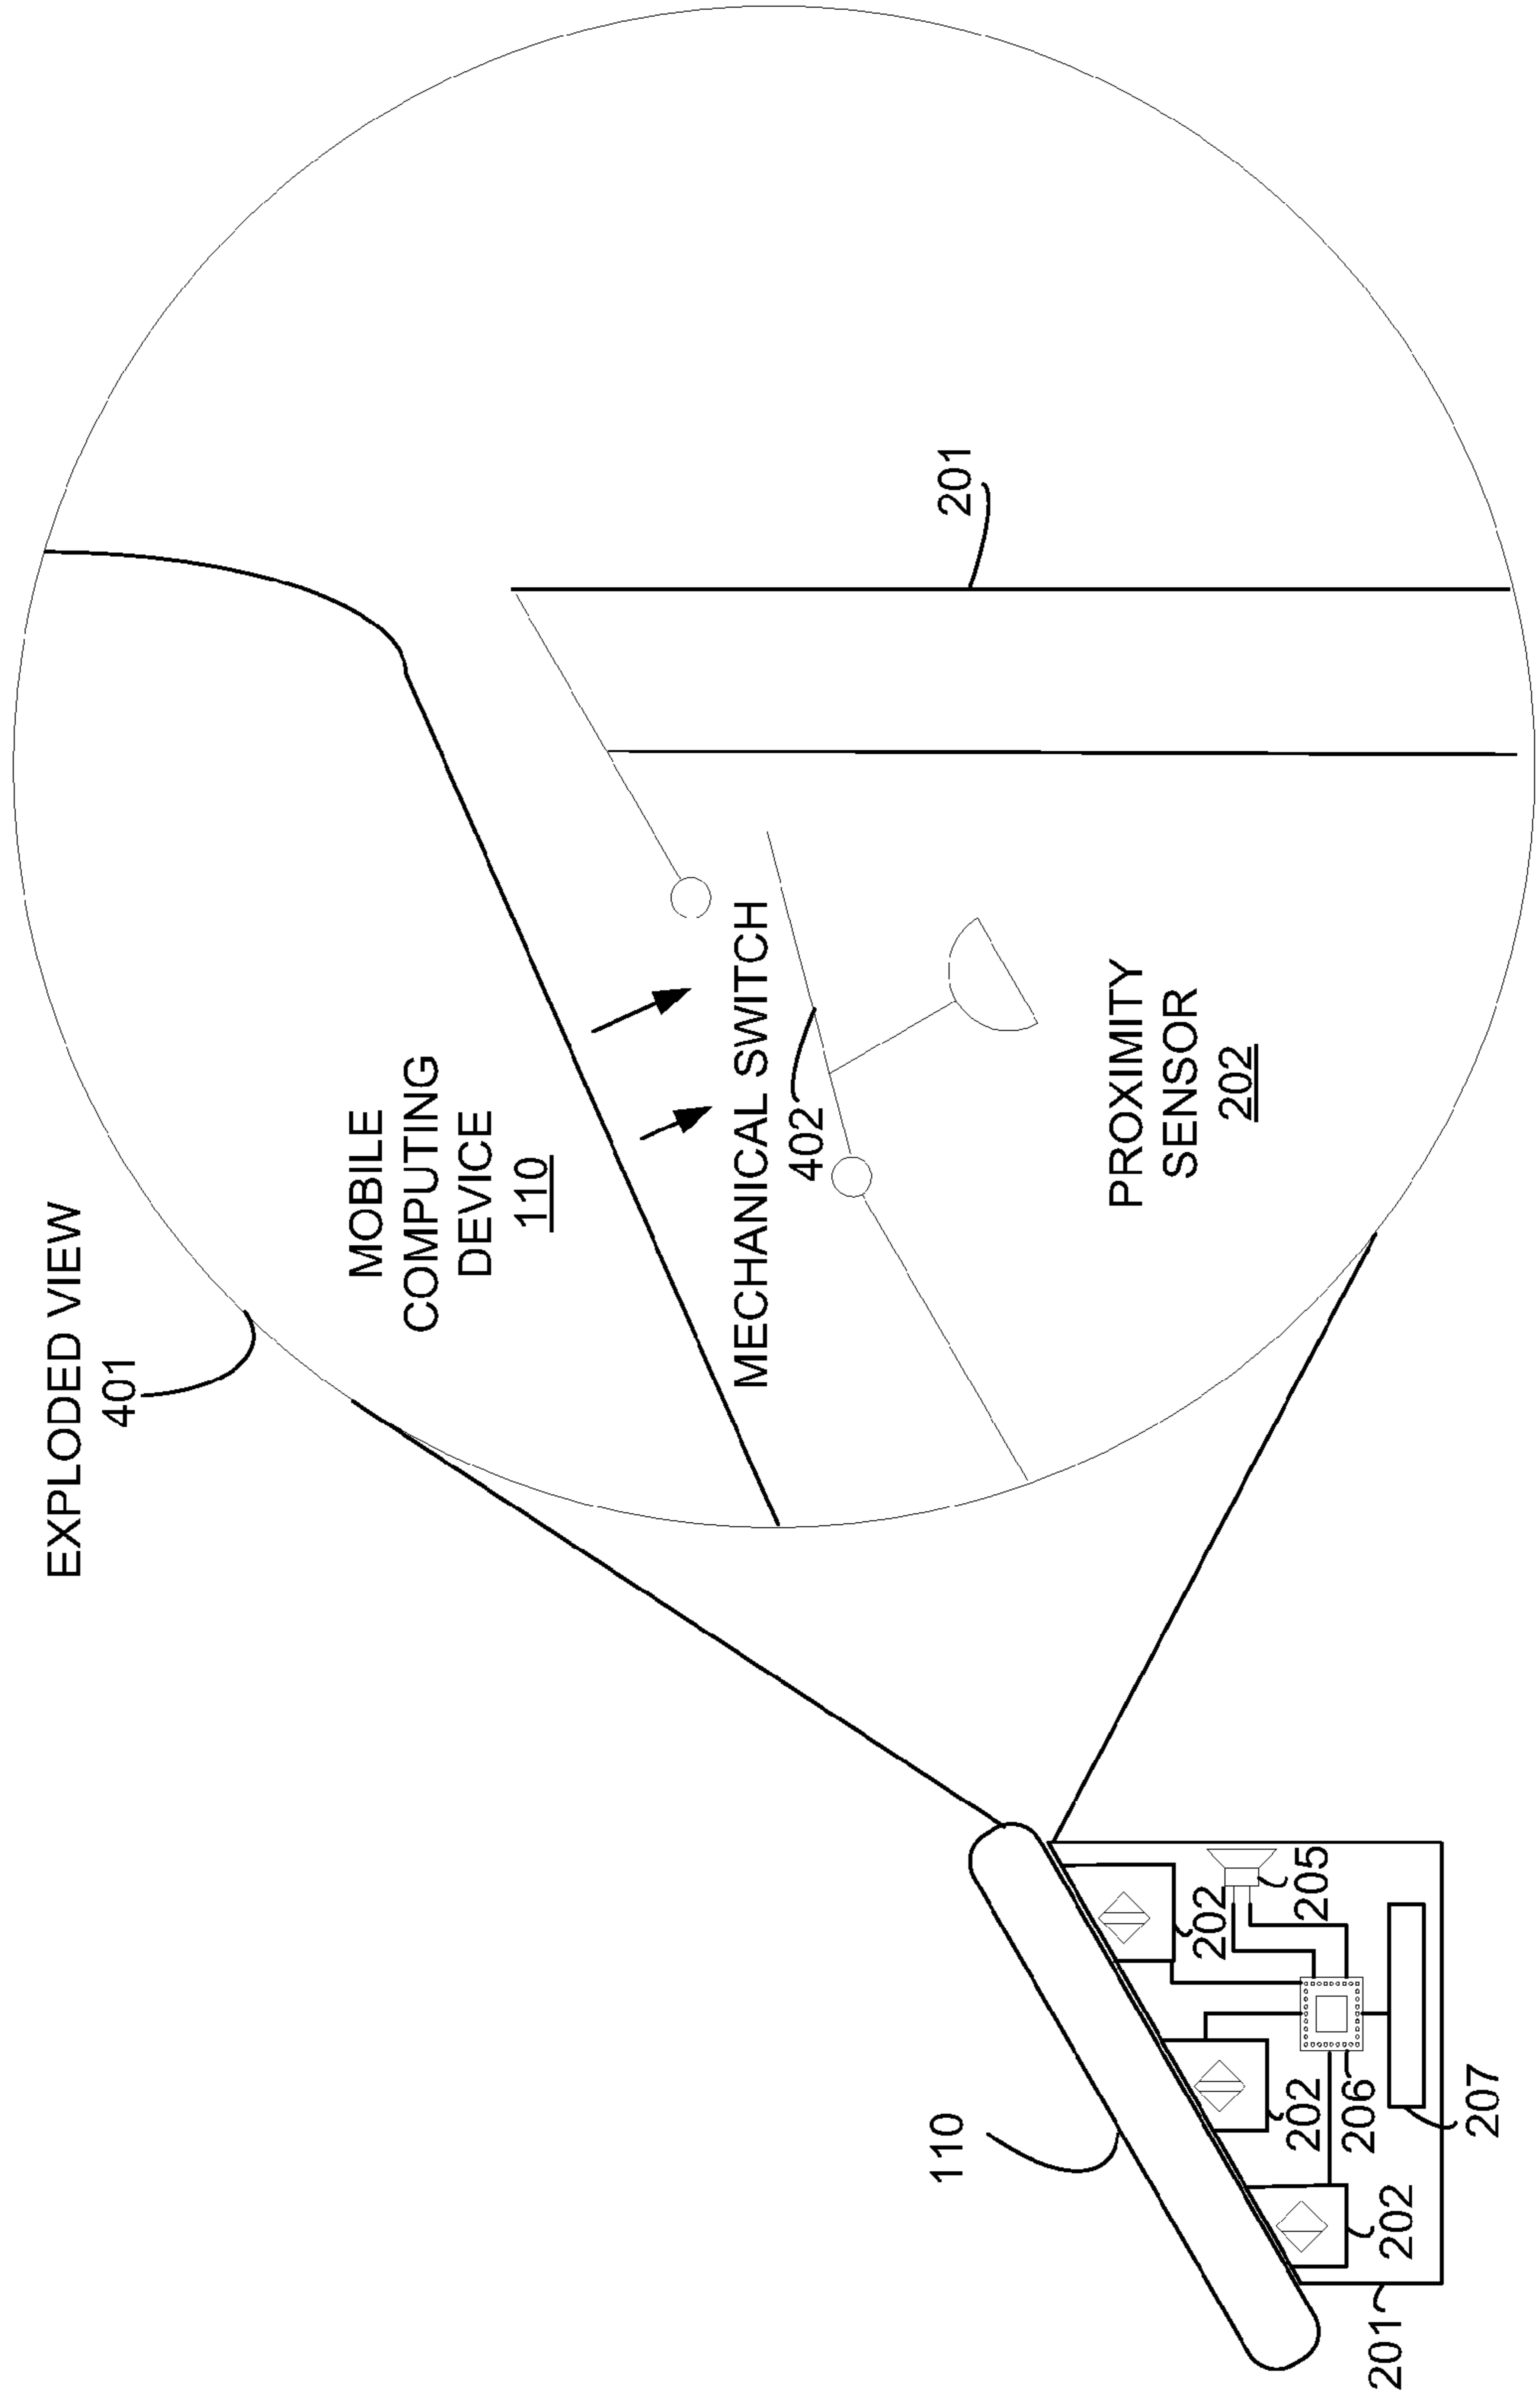 EXPLODED VIEW
401
MOBILE
COMPUTING
DEVICE
110
MECHANICAL SWITCH
402
201
PROXIMITY
SENSOR
202
110
202
205
202
206
202
207
201